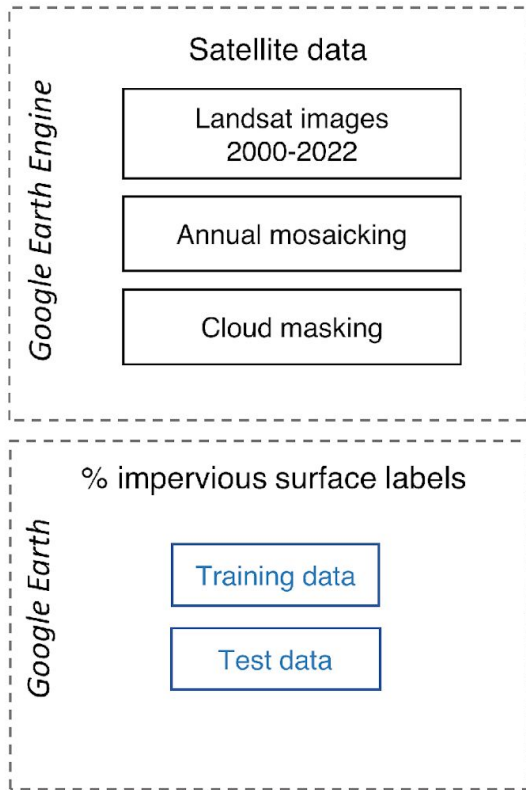 Google Earth Engine
Satellite data
Landsat images
2000-2022
Annual mosaicking
Cloud masking
Google Earth
% impervious surface labels
Training data
Test data